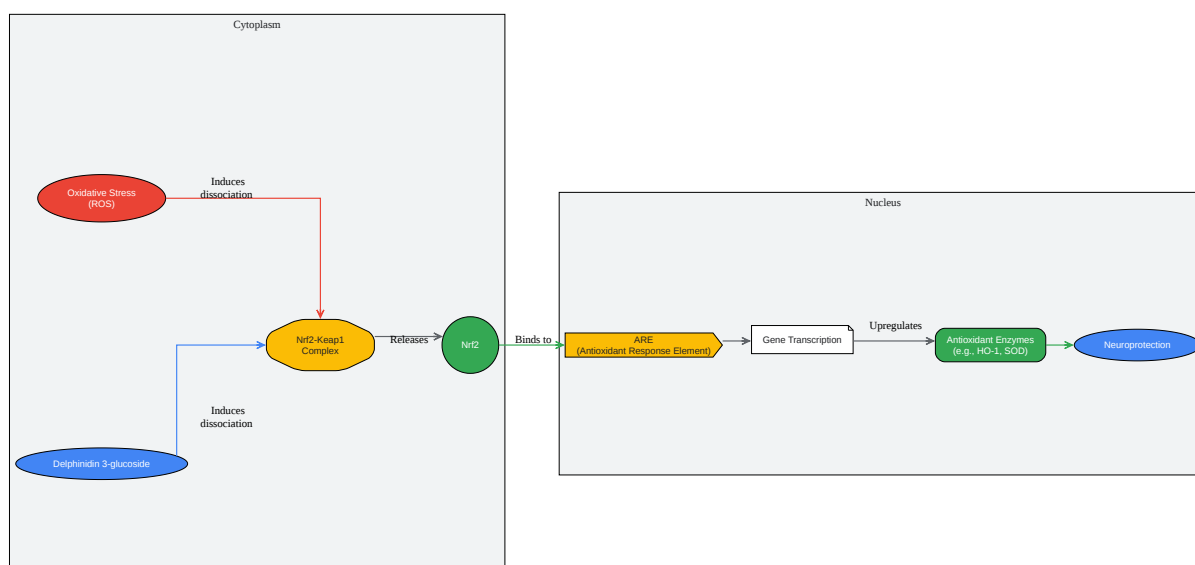 Cytoplasm
Oxidative Stress
(ROS)
Induces
dissociation
Nrf2-Keap1
Complex
Releases
Nrf2
Induces
dissociation
Delphinidin 3-glucoside
Binds to
Nucleus
ARE
(Antioxidant Response Element)
Gene Transcription
Upregulates
Antioxidant Enzymes
(e.g., HO-1, SOD)
Neuroprotection